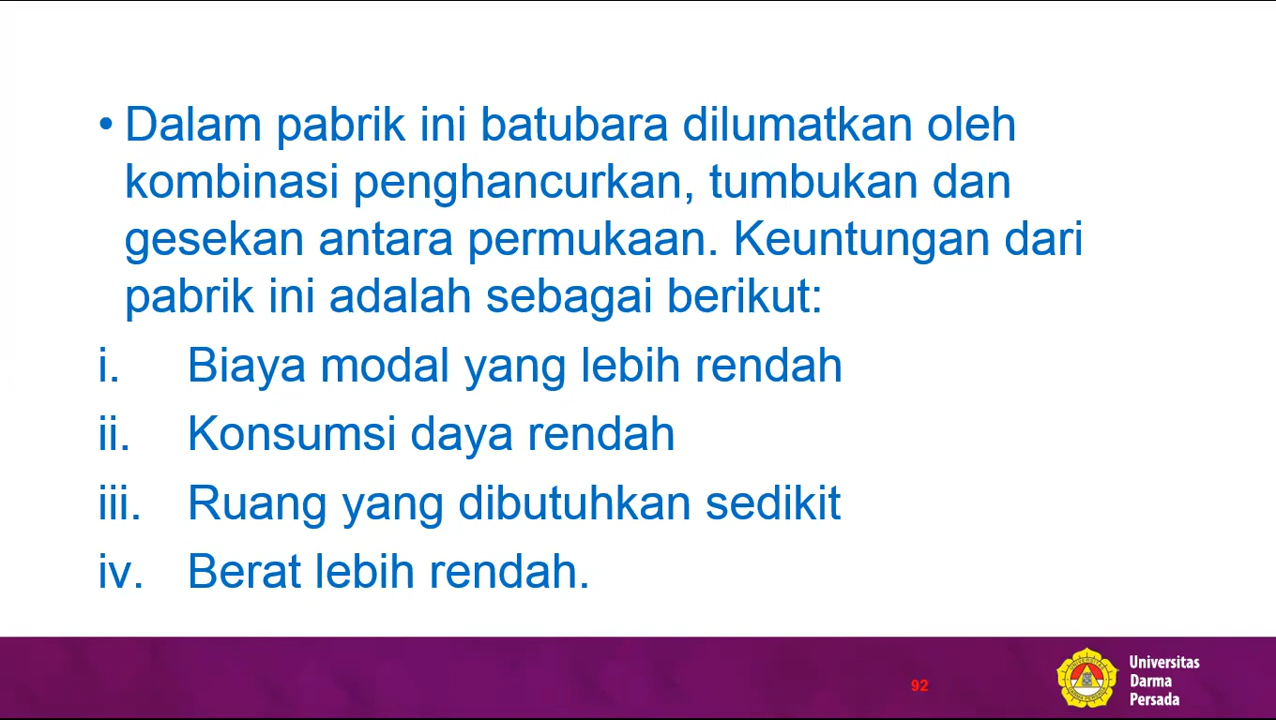 • Dalam pabrik ini batubara dilumatkan oleh
kombinasi penghancurkan, tumbukan dan
gesekan antara permukaan. Keuntungan dari
pabrik ini adalah sebagai berikut:
i. Biaya modal yang lebih rendah
ii. Konsumsi daya rendah
iii. Ruang yang dibutuhkan sedikit
iv. Berat lebih rendah.
92
Universitas
Darma
Persada